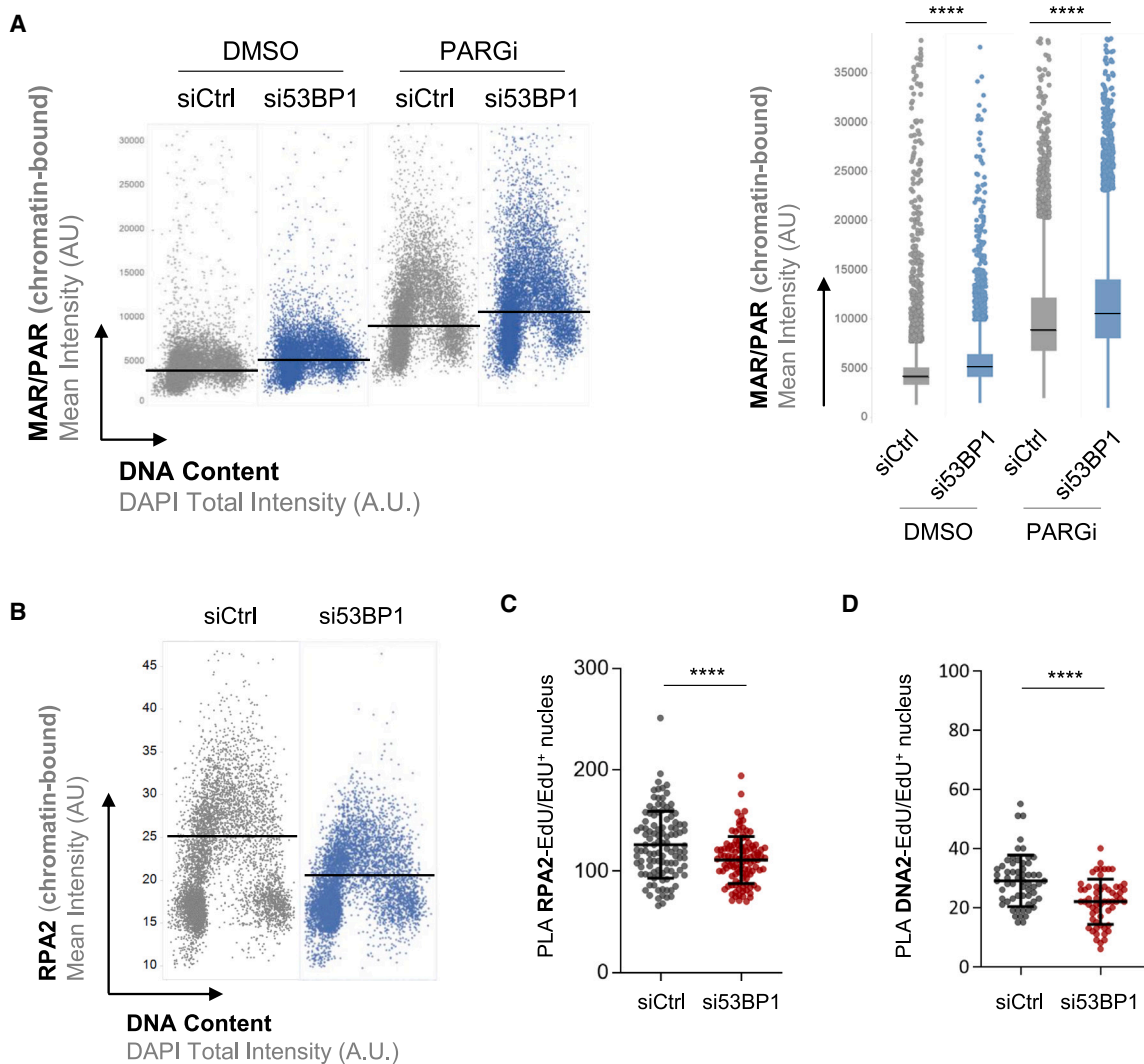 A
DMSO
PARGi
siCtrl
si53BP1
siCtrl
si53BP1
MAR/PAR (chromatin-bound)
Mean Intensity (AU)
30000
25000
20000
15000
10000
5000
0
DNA Content
DAPI Total Intensity (A.U.)
****
****
MAR/PAR (chromatin-bound)
Mean Intensity (AU)
35000
30000
25000
20000
15000
10000
5000
0
siCtrl
si53BP1
siCtrl
si53BP1
DMSO
PARGi
B
siCtrl
si53BP1
RPA2 (chromatin-bound)
Mean Intensity (AU)
45
40
35
30
25
20
15
10
DNA Content
DAPI Total Intensity (A.U.)
C
****
PLA RPA2-EdU/EdU⁺ nucleus
300
200
100
0
siCtrl
si53BP1
D
****
PLA DNA2-EdU/EdU⁺ nucleus
100
80
60
40
20
0
siCtrl
si53BP1